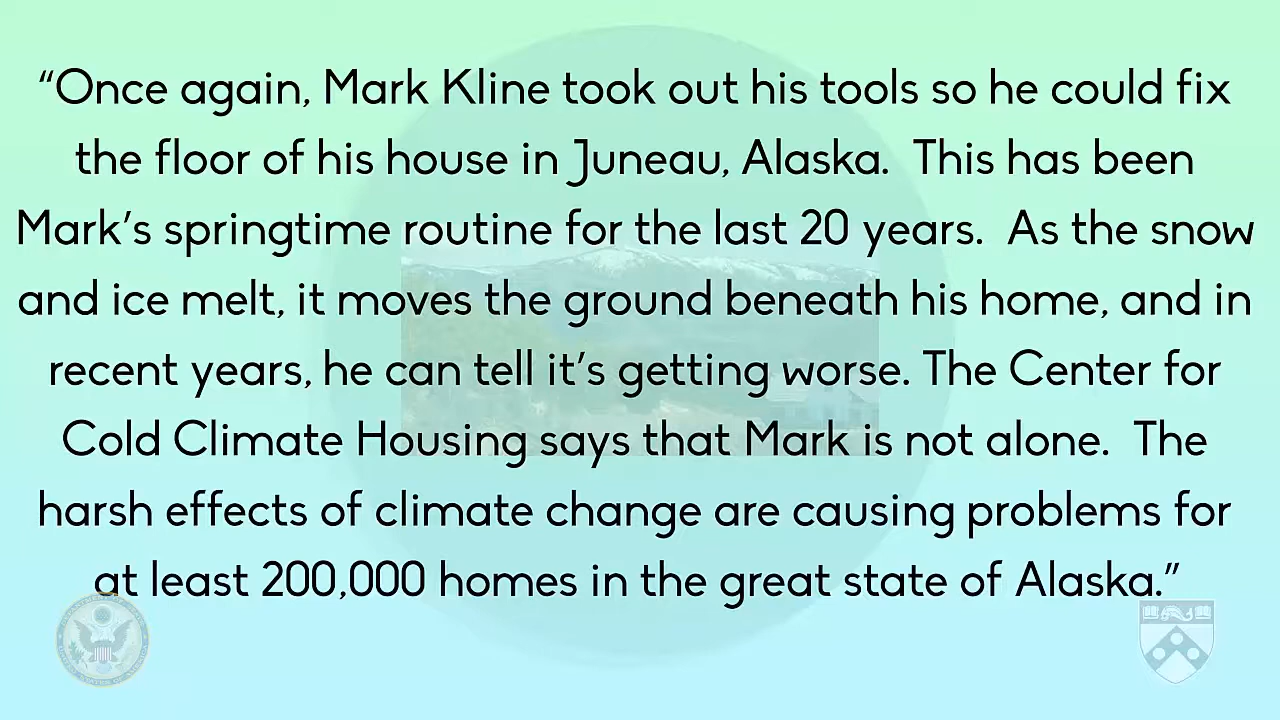 “Once again, Mark Kline took out his tools so he could fix
the floor of his house in Juneau, Alaska.  This has been
Mark’s springtime routine for the last 20 years.  As the snow
and ice melt, it moves the ground beneath his home, and in
recent years, he can tell it’s getting worse. The Center for
Cold Climate Housing says that Mark is not alone.  The
harsh effects of climate change are causing problems for
at least 200,000 homes in the great state of Alaska.”